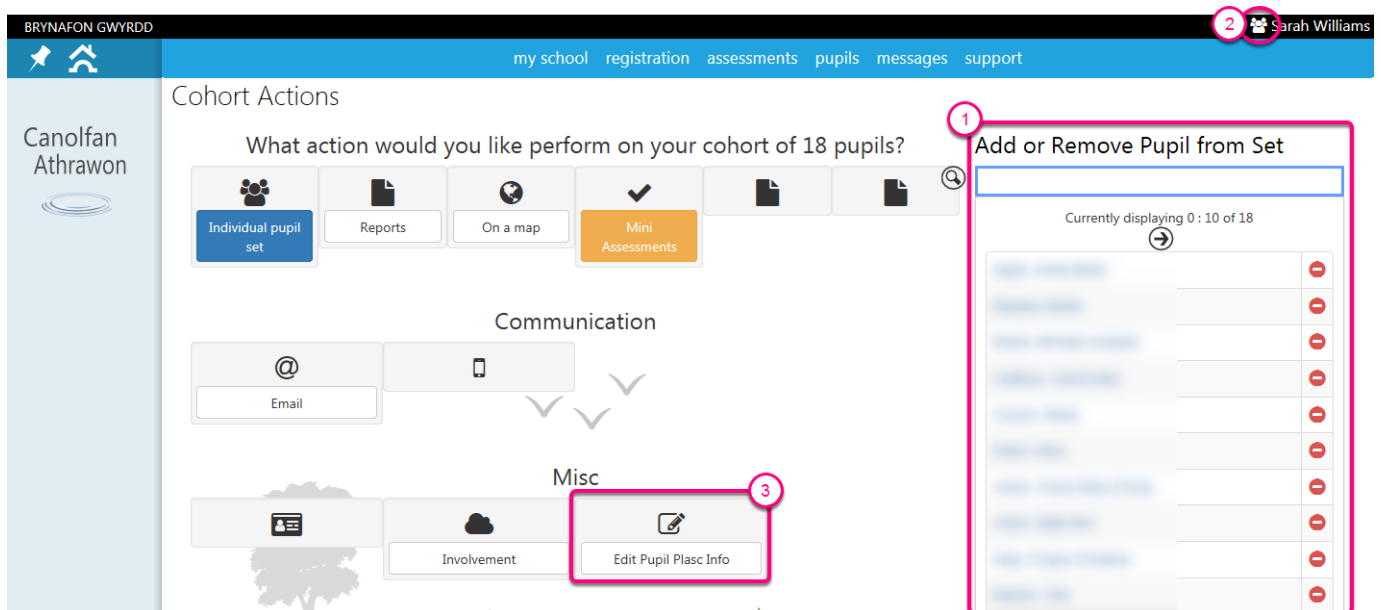 BRYNAFON GWYRDD
2
Sarah Williams
my school registration assessments pupils messages support
Canolfan
Athrawon
Cohort Actions
What action would you like perform on your cohort of 18 pupils?
Individual pupil
set
Reports
On a map
Mini
Assessments
Communication
@
Email
Misc
3
Involvement
Edit Pupil Plasc Info
1
Add or Remove Pupil from Set
Currently displaying 0 : 10 of 18